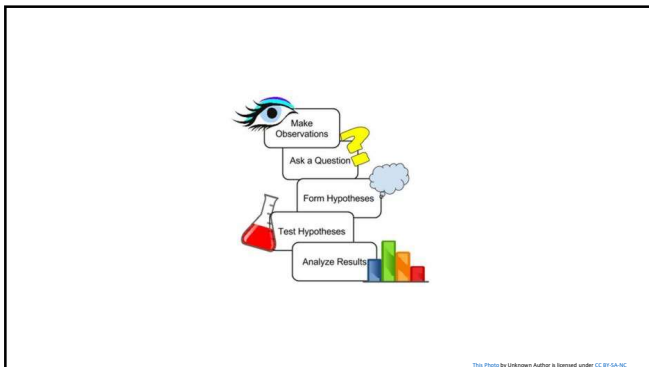 Make
Observations
Ask a Question
Form Hypotheses
Test Hypotheses
Analyze Results
This Photo by Unknown Author is licensed under CC BY-SA-NC